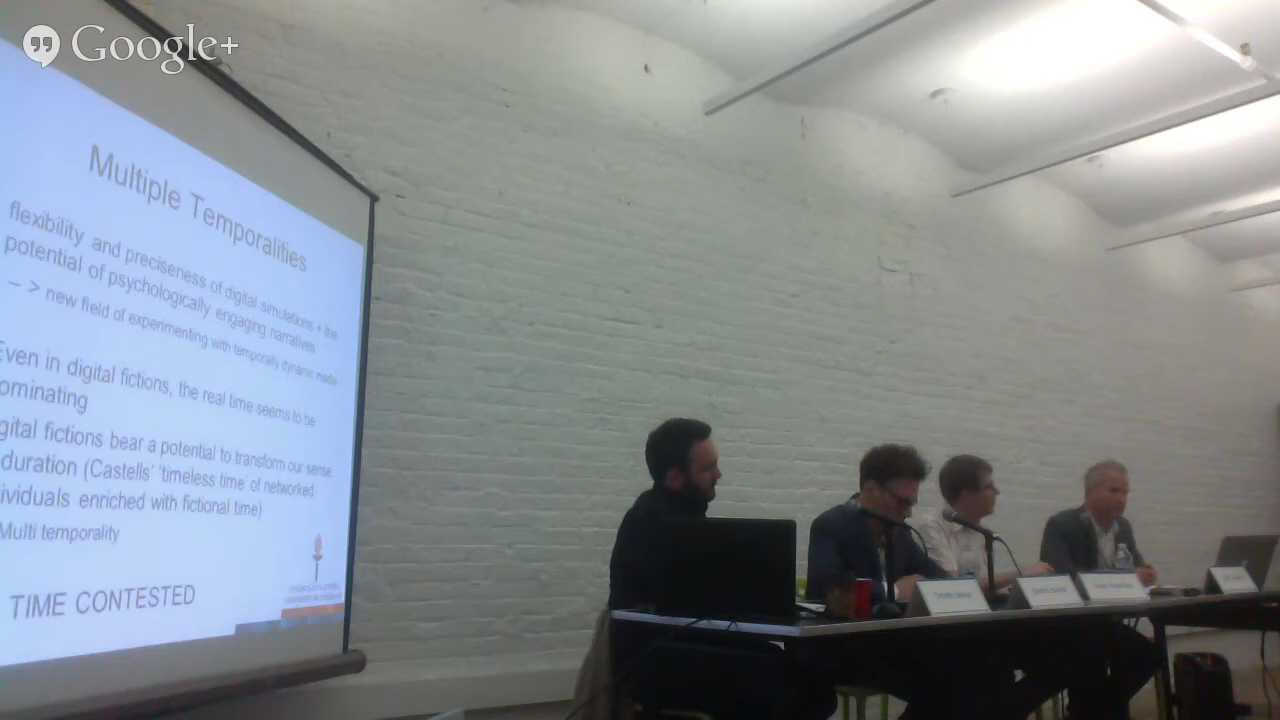 Google+
Multiple Temporalities
flexibility and preciseness of digital simulations + the
potential of psychologically engaging narratives
– > new field of experimenting with temporally dynamic media
Even in digital fictions, the real time seems to be
ominating
gital fictions bear a potential to transform our sense
duration (Castells' 'timeless time' of networked
ividuals enriched with fictional time)
Multi temporality
TIME CONTESTED